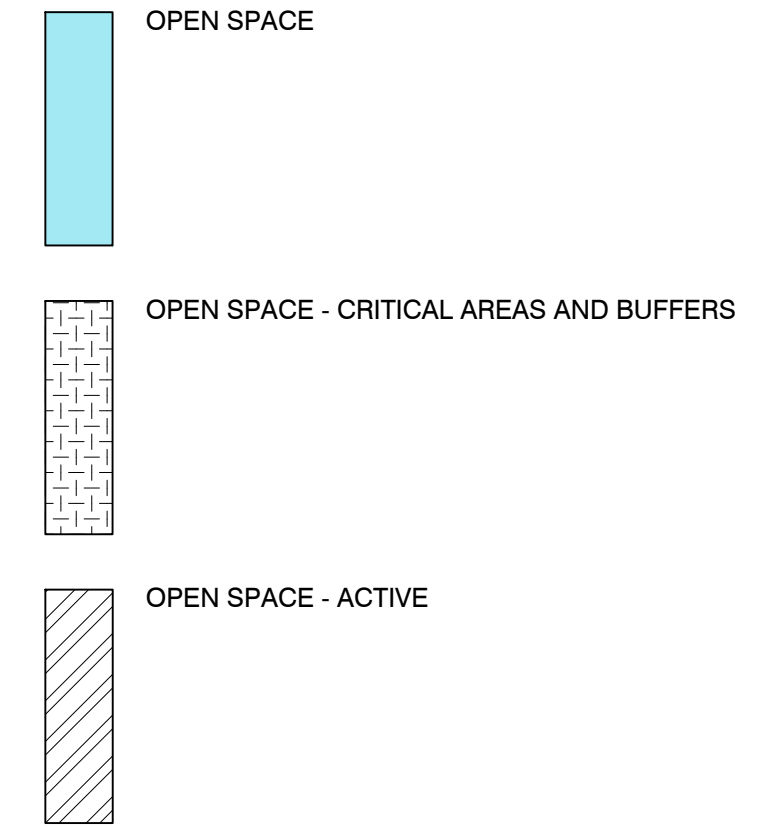 OPEN SPACE
OPEN SPACE - CRITICAL AREAS AND BUFFERS
OPEN SPACE - ACTIVE